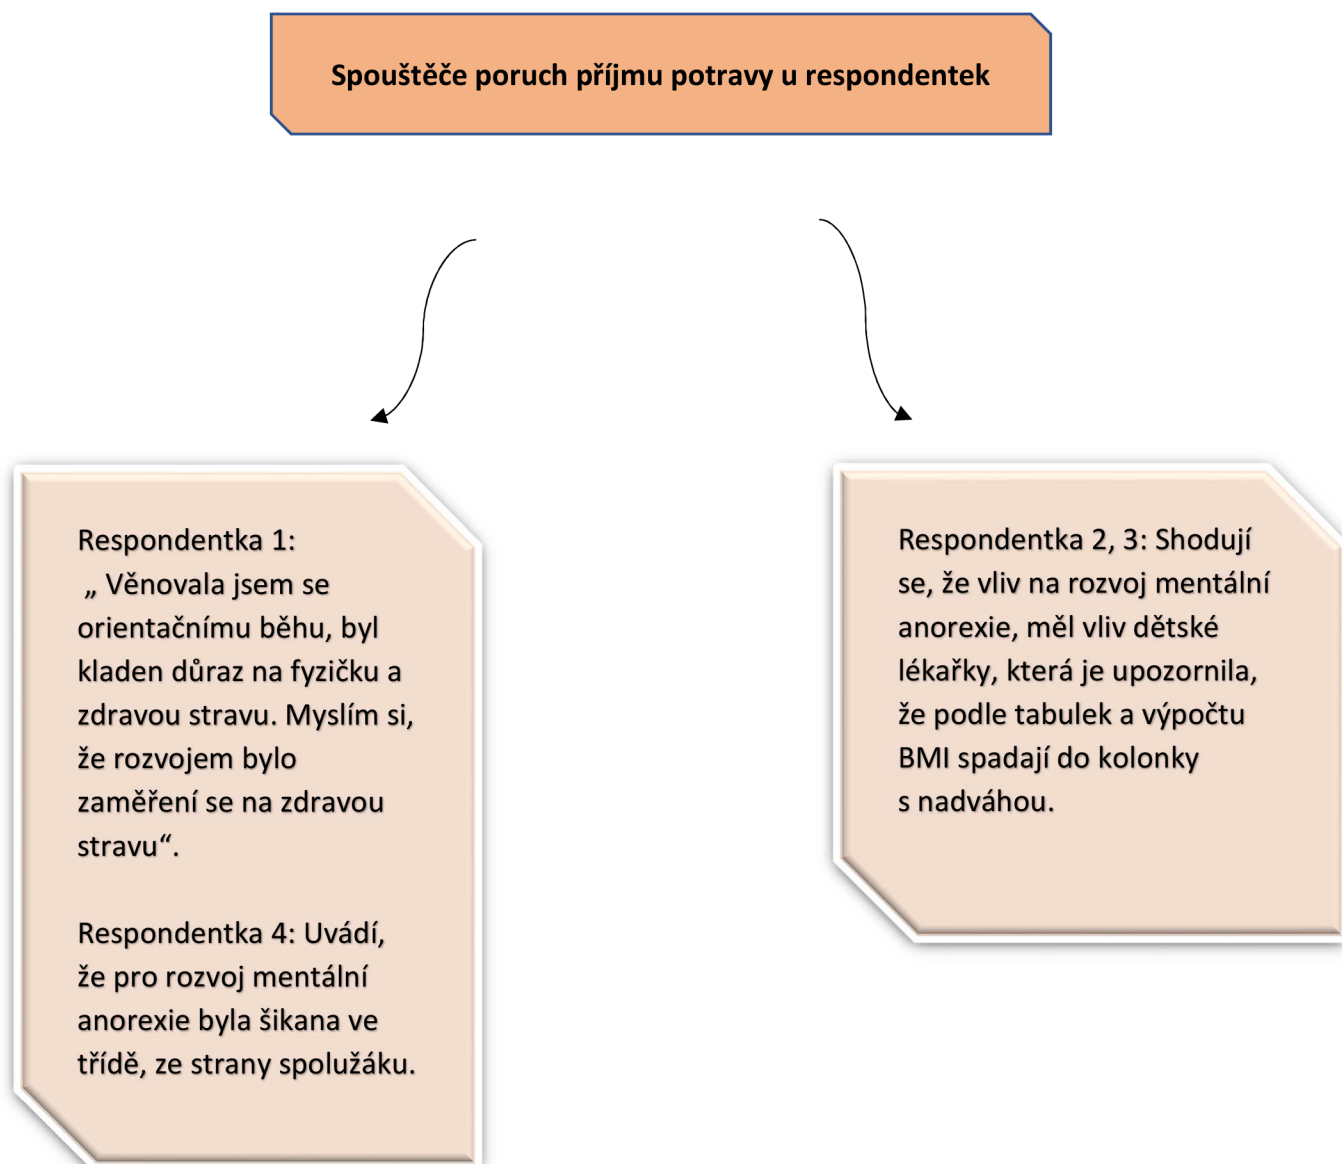 Spouštěče poruch příjmu potravy u respondentek
Respondentka 1:
„ Věnovala jsem se
orientačnímu běhu, byl
kladen důraz na fyzičku a
zdravou stravu. Myslím si,
že rozvojem bylo
zaměření se na zdravou
stravu“.
Respondentka 4: Uvádí,
že pro rozvoj mentální
anorexie byla šikana ve
třídě, ze strany spolužáku.
Respondentka 2, 3: Shodují
se, že vliv na rozvoj mentální
anorexie, měl vliv dětské
lékařky, která je upozornila,
že podle tabulek a výpočtu
BMI spadají do kolonky
s nadváhou.